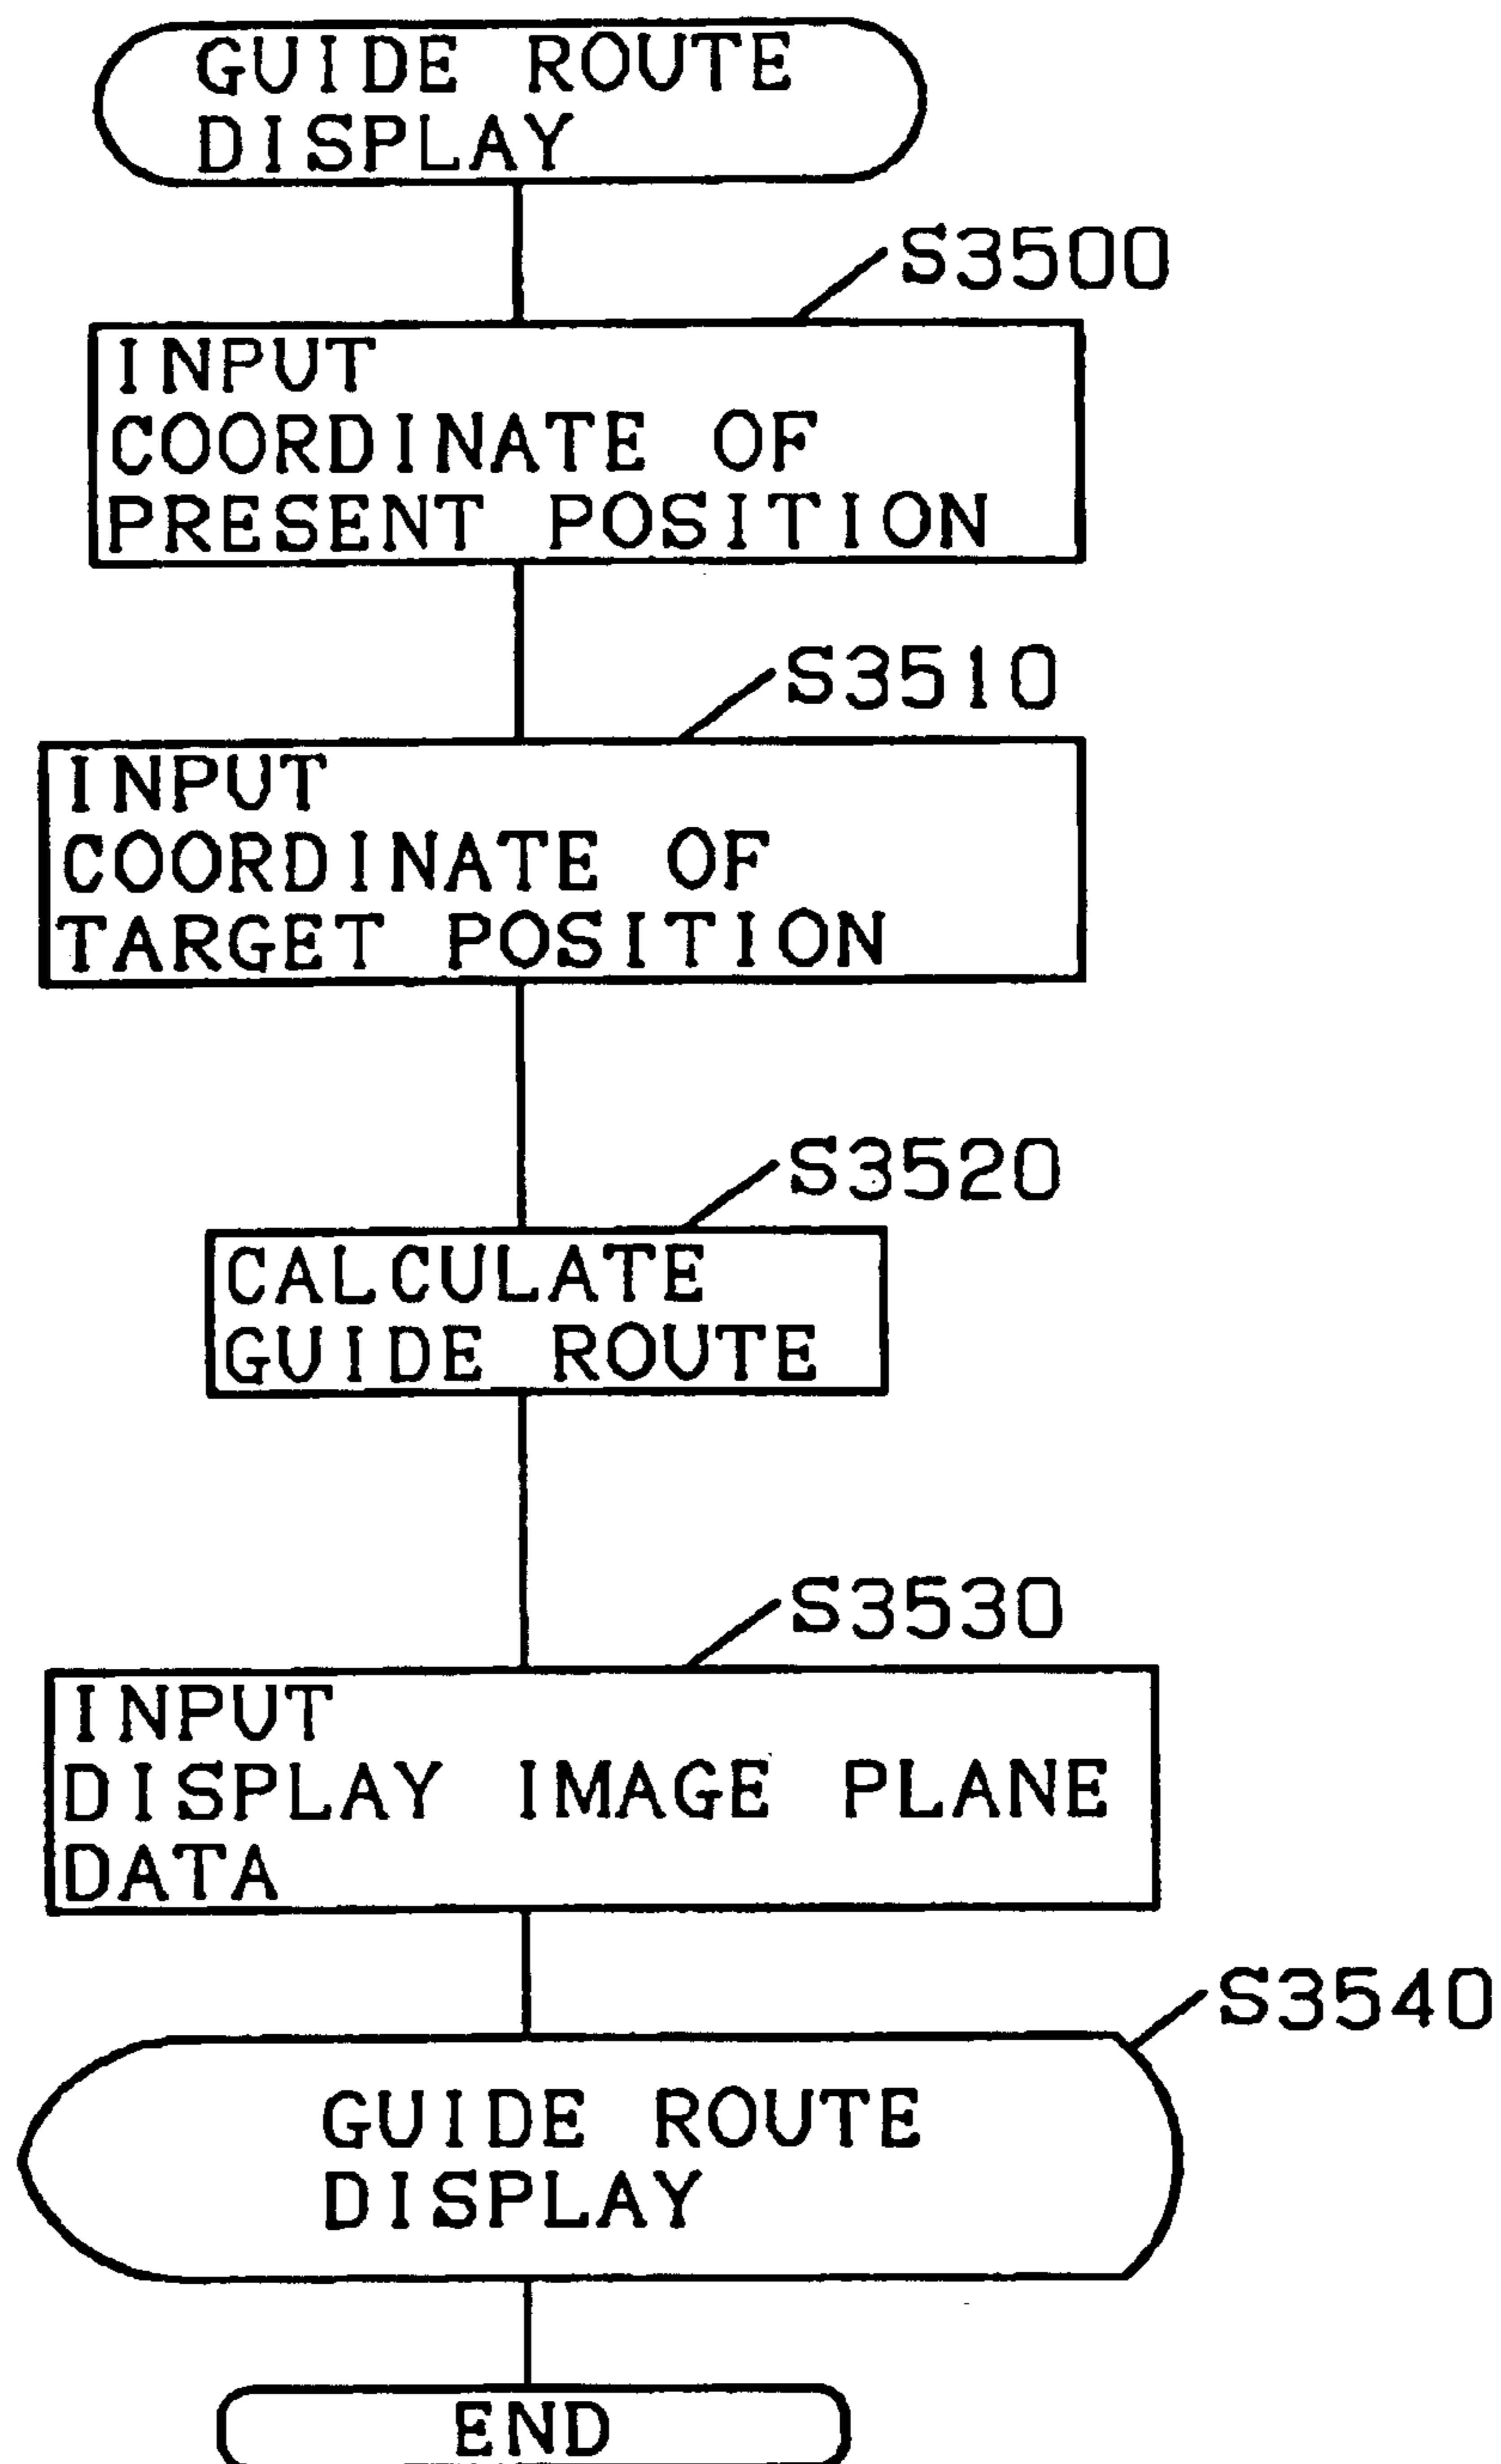 GUIDE ROUTE
DISPLAY
S3500
INPUT
COORDINATE OF
PRESENT POSITION
S3510
INPUT
COORDINATE OF
TARGET POSITION
S3520
CALCULATE
GUIDE ROUTE
S3530
INPUT
DISPLAY IMAGE PLANE
DATA
S3540
GUIDE ROUTE
DISPLAY
END